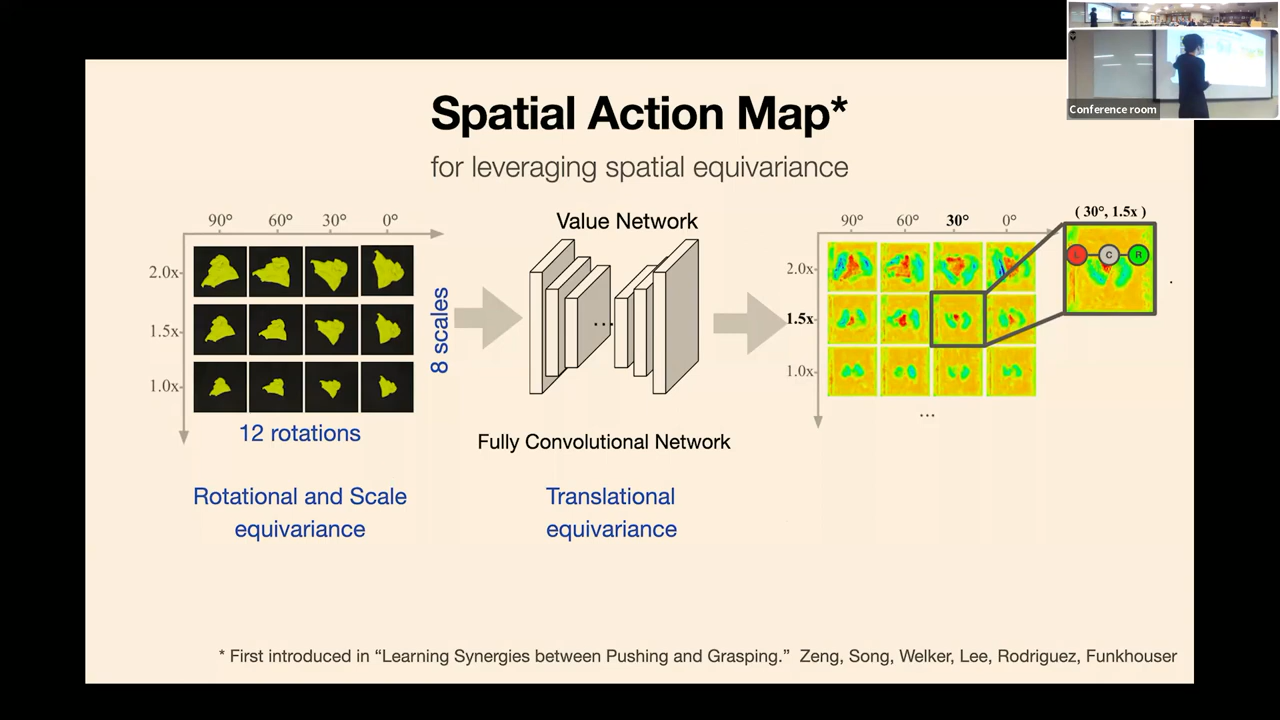 Conference room
Spatial Action Map*
for leveraging spatial equivariance
90° 60° 30° 0°
2.0x
1.5x
1.0x
8 scales
12 rotations
Rotational and Scale
equivariance
Value Network
...
Fully Convolutional Network
Translational
equivariance
90° 60° 30° 0°
2.0x
1.5x
1.0x
...
( 30°, 1.5x )
L C R
* First introduced in “Learning Synergies between Pushing and Grasping.” Zeng, Song, Welker, Lee, Rodriguez, Funkhouser